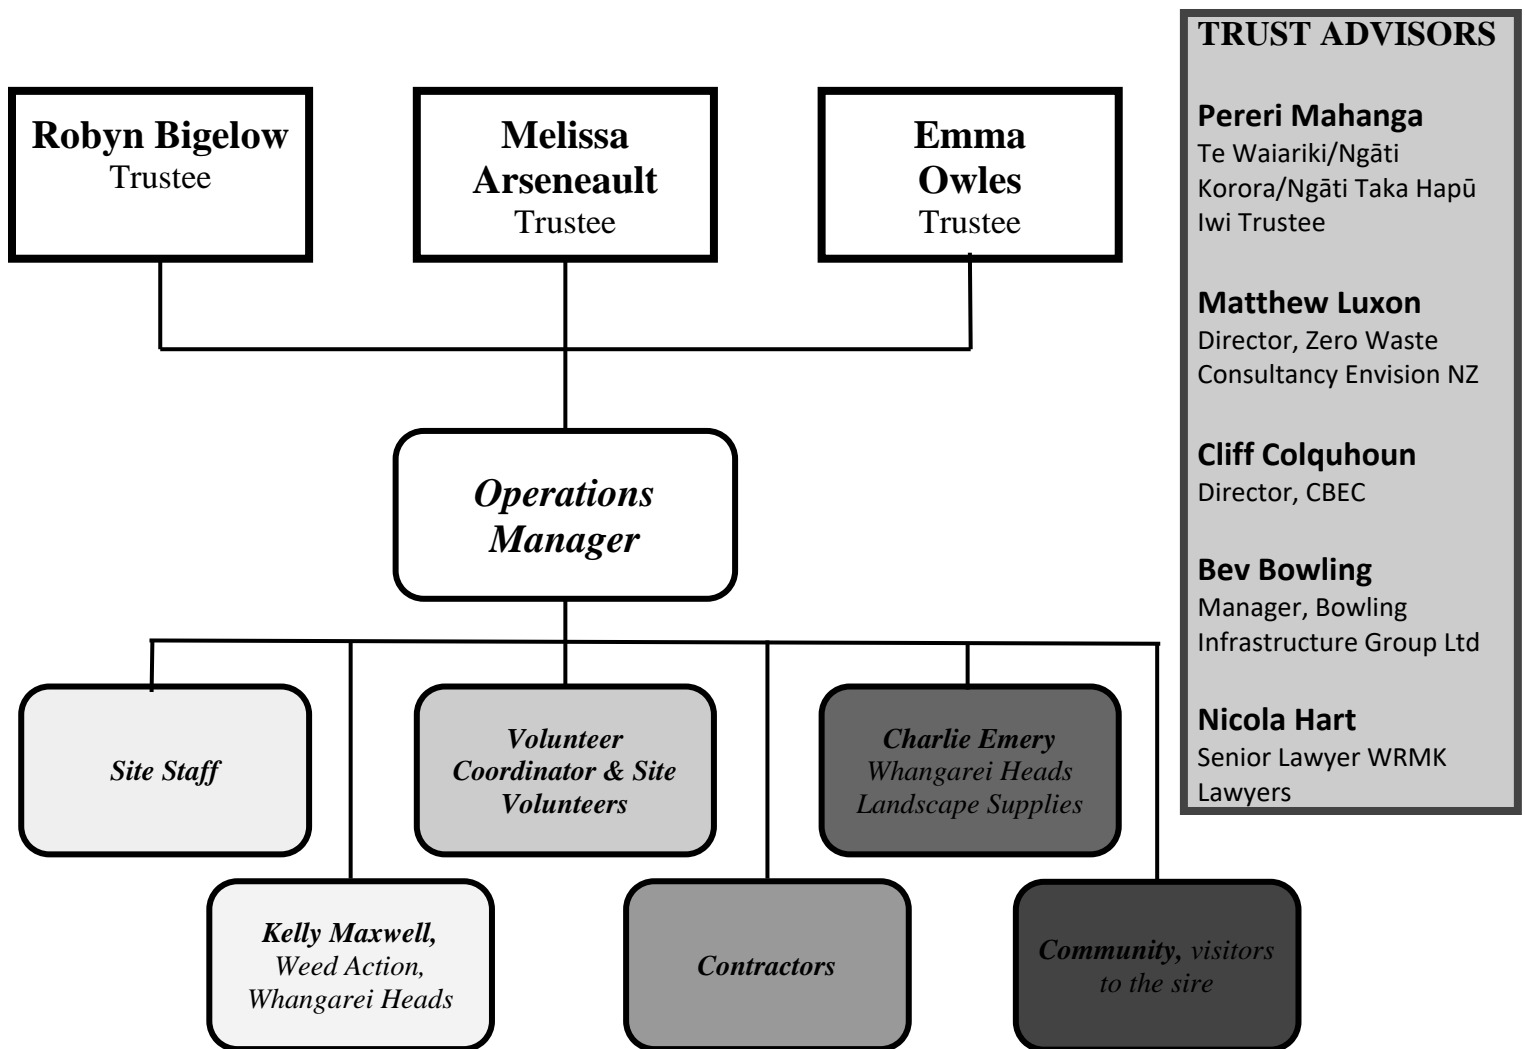 Robyn Bigelow
Trustee
Melissa
Arseneault
Trustee
Emma
Owles
Trustee
Operations
Manager
Site Staff
Volunteer
Coordinator & Site
Volunteers
Charlie Emery
Whangarei Heads
Landscape Supplies
Kelly Maxwell,
Weed Action,
Whangarei Heads
Contractors
Community, visitors
to the sire
TRUST ADVISORS
Pereri Mahanga
Te Waiariki/Ngāti
Korora/Ngāti Taka Hapū
Iwi Trustee
Matthew Luxon
Director, Zero Waste
Consultancy Envision NZ
Cliff Colquhoun
Director, CBEC
Bev Bowling
Manager, Bowling
Infrastructure Group Ltd
Nicola Hart
Senior Lawyer WRMK
Lawyers